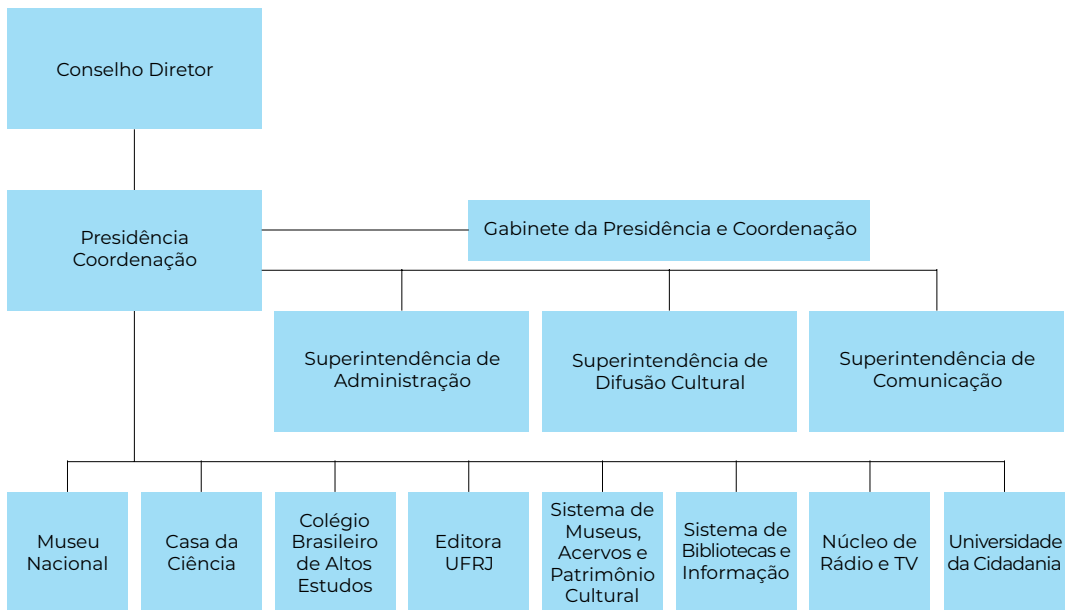 Conselho Diretor
Presidência
Coordenação
Gabinete da Presidência e Coordenação
Superintendência de
Administração
Superintendência de
Difusão Cultural
Superintendência de
Comunicação
Museu
Nacional
Casa da
Ciência
Colégio
Brasileiro
de Altos
Estudos
Editora
UFRJ
Sistema de
Museus,
Acervos e
Patrimônio
Cultural
Sistema de
Bibliotecas e
Informação
Núcleo de
Rádio e TV
Universidade
da Cidadania